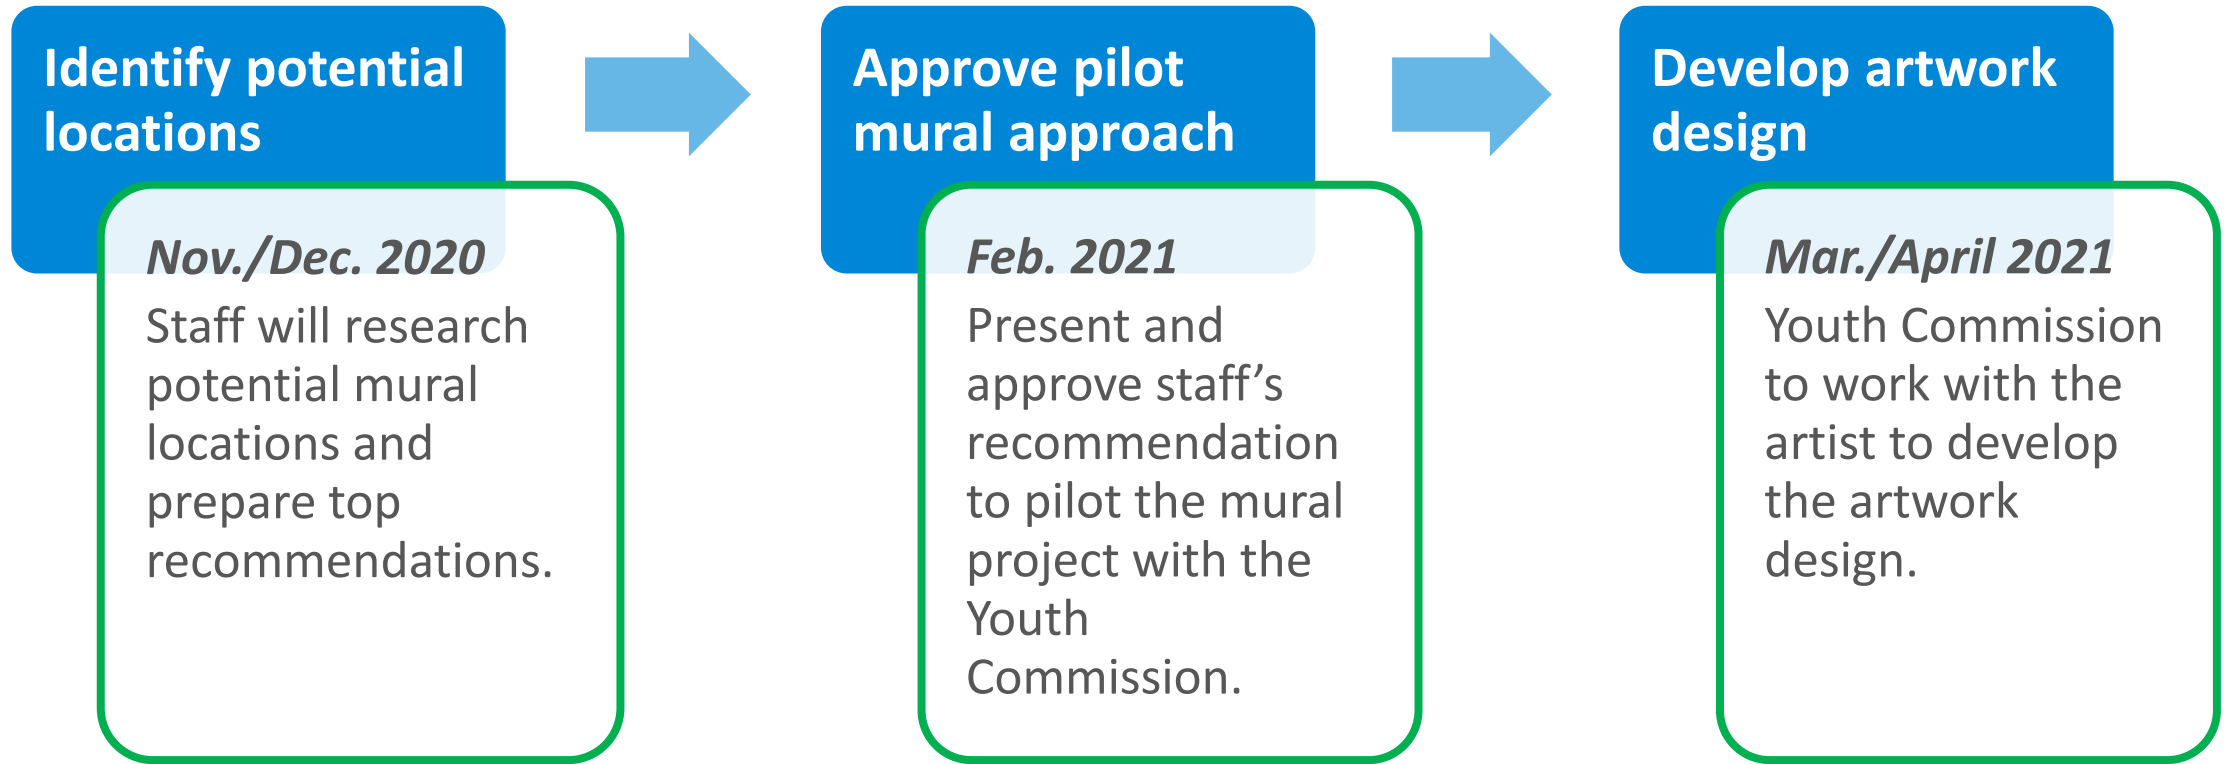 Identify potential
locations
Nov./Dec. 2020
Staff will research
potential mural
locations and
prepare top
recommendations.
Approve pilot
mural approach
Feb. 2021
Present and
approve staff’s
recommendation
to pilot the mural
project with the
Youth
Commission.
Develop artwork
design
Mar./April 2021
Youth Commission
to work with the
artist to develop
the artwork
design.